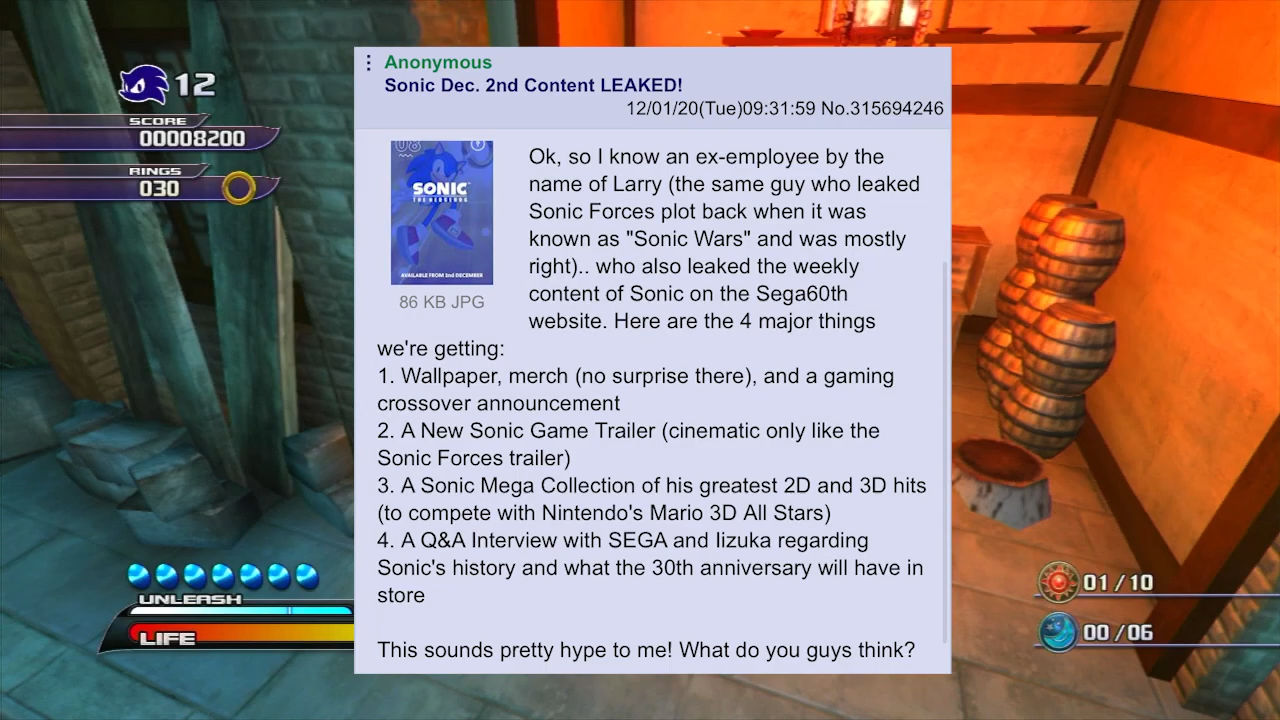 12
SCORE
00008200
RINGS
030
Anonymous
Sonic Dec. 2nd Content LEAKED!
12/01/20(Tue)09:31:59 No.315694246
SONIC
THE HEDGEHOG
AVAILABLE FROM 2nd DECEMBER
86 KB JPG
Ok, so I know an ex-employee by the
name of Larry (the same guy who leaked
Sonic Forces plot back when it was
known as "Sonic Wars" and was mostly
right).. who also leaked the weekly
content of Sonic on the Sega60th
website. Here are the 4 major things
we're getting:
1. Wallpaper, merch (no surprise there), and a gaming
crossover announcement
2. A New Sonic Game Trailer (cinematic only like the
Sonic Forces trailer)
3. A Sonic Mega Collection of his greatest 2D and 3D hits
(to compete with Nintendo's Mario 3D All Stars)
4. A Q&A Interview with SEGA and Iizuka regarding
Sonic's history and what the 30th anniversary will have in
store
This sounds pretty hype to me! What do you guys think?
UNLEASH
LIFE
01/10
00/06